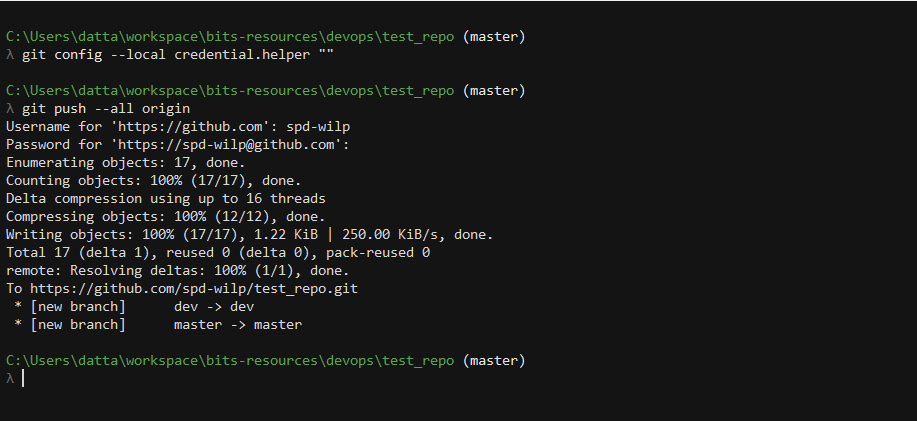 C:\Users\datta\workspace\bits-resources\devops\test_repo (master)
λ git config --local credential.helper ""
C:\Users\datta\workspace\bits-resources\devops\test_repo (master)
λ git push --all origin
Username for 'https://github.com': spd-wilp
Password for 'https://spd-wilp@github.com':
Enumerating objects: 17, done.
Counting objects: 100% (17/17), done.
Delta compression using up to 16 threads
Compressing objects: 100% (12/12), done.
Writing objects: 100% (17/17), 1.22 KiB | 250.00 KiB/s, done.
Total 17 (delta 1), reused 0 (delta 0), pack-reused 0
remote: Resolving deltas: 100% (1/1), done.
To https://github.com/spd-wilp/test_repo.git
 * [new branch]      dev -> dev
 * [new branch]      master -> master
C:\Users\datta\workspace\bits-resources\devops\test_repo (master)
λ